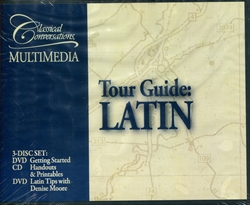 Classical
Conversations
MULTIMEDIA
Tour Guide:
LATIN
3-DISC SET:
DVD Getting Started
CD Handouts
& Printables
DVD Latin Tips with
Denise Moore